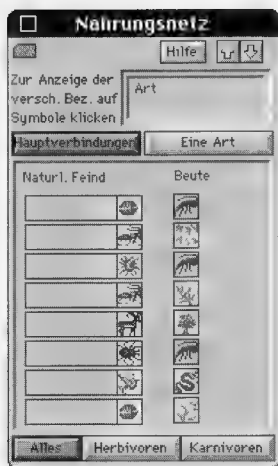 Nahrungsnetz
Hilfe
Zur Anzeige der
versch. Bez. auf
Symbole klicken
Art
Hauptverbindungen
Eine Art
Naturl. Feind
Beute
Alles
Herbivoren
Karnivoren